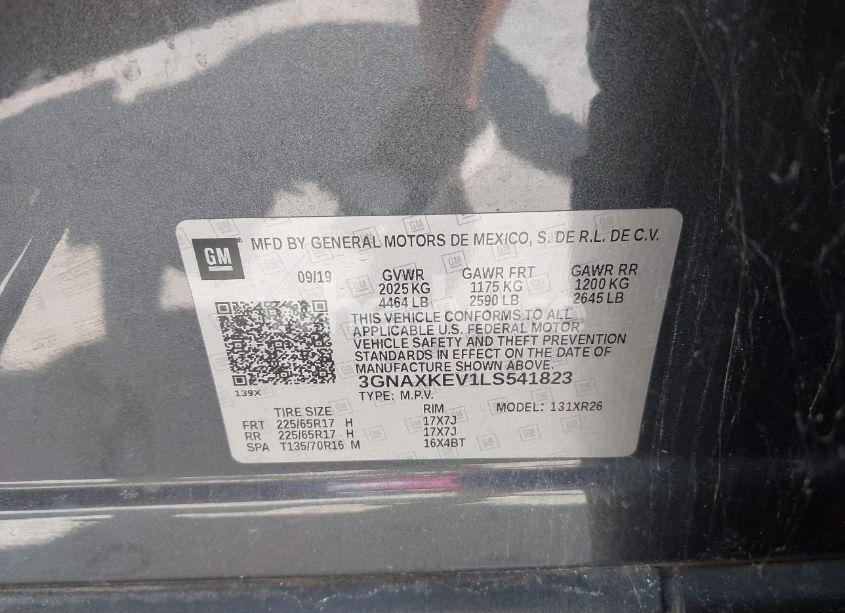 GM MFD BY GENERAL MOTORS DE MEXICO, S. DE R.L. DE C.V.
09/19 GVWR GAWR FRT GAWR RR
2025 KG 1175 KG 1200 KG
4464 LB 2590 LB 2645 LB
THIS VEHICLE CONFORMS TO ALL
APPLICABLE U.S. FEDERAL MOTOR
VEHICLE SAFETY AND THEFT PREVENTION
STANDARDS IN EFFECT ON THE DATE OF
MANUFACTURE SHOWN ABOVE.
139X 3GNAXKEV1LS541823
TYPE: M.P.V. MODEL: 131XR26
TIRE SIZE RIM
FRT 225/65R17 H 17X7J
RR 225/65R17 H 17X7J
SPA T135/70R16 M 16X4BT